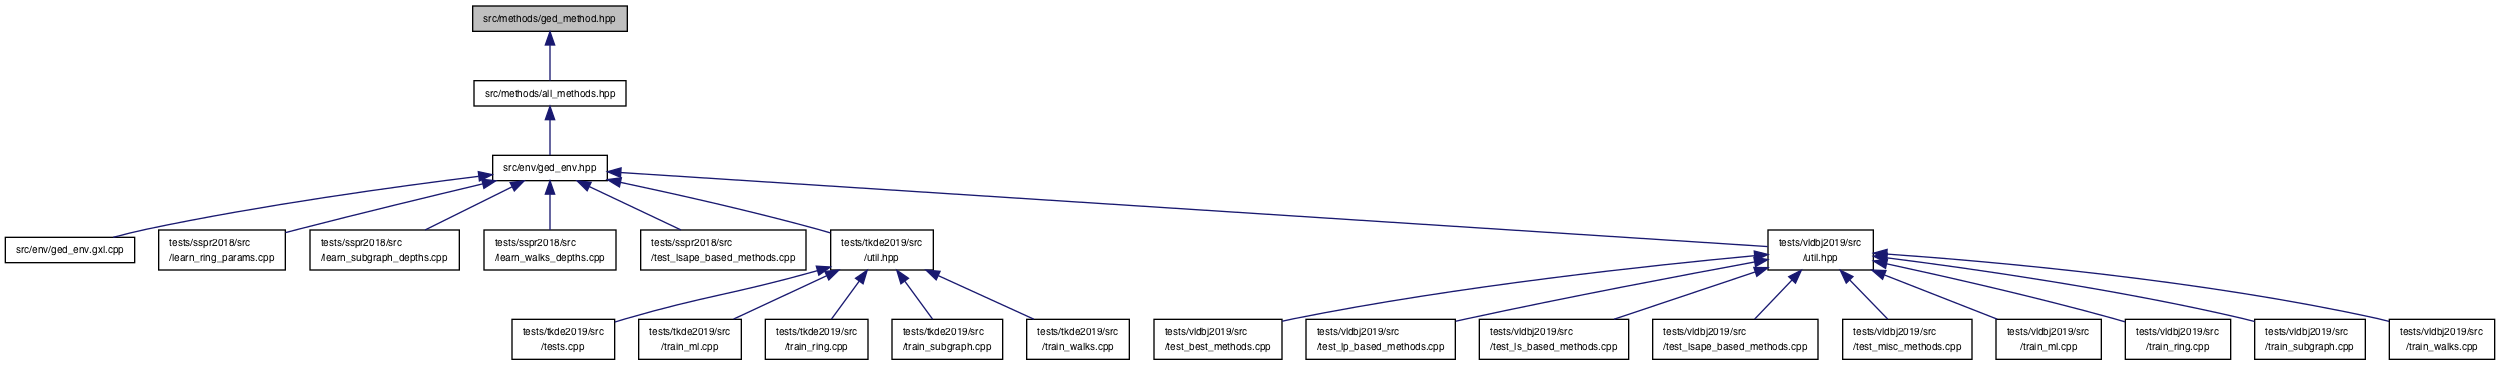 src/methods/ged_method.hpp
src/methods/all_methods.hpp
src/env/ged_env.hpp
src/env/ged_env.gxl.cpp
tests/sspr2018/src
/learn_ring_params.cpp
tests/sspr2018/src
/learn_subgraph_depths.cpp
tests/sspr2018/src
/learn_walks_depths.cpp
tests/sspr2018/src
/test_lsape_based_methods.cpp
tests/tkde2019/src
/util.hpp
tests/vldbj2019/src
/util.hpp
tests/tkde2019/src
/tests.cpp
tests/tkde2019/src
/train_ml.cpp
tests/tkde2019/src
/train_ring.cpp
tests/tkde2019/src
/train_subgraph.cpp
tests/tkde2019/src
/train_walks.cpp
tests/vldbj2019/src
/test_best_methods.cpp
tests/vldbj2019/src
/test_lp_based_methods.cpp
tests/vldbj2019/src
/test_ls_based_methods.cpp
tests/vldbj2019/src
/test_lsape_based_methods.cpp
tests/vldbj2019/src
/test_misc_methods.cpp
tests/vldbj2019/src
/train_ml.cpp
tests/vldbj2019/src
/train_ring.cpp
tests/vldbj2019/src
/train_subgraph.cpp
tests/vldbj2019/src
/train_walks.cpp